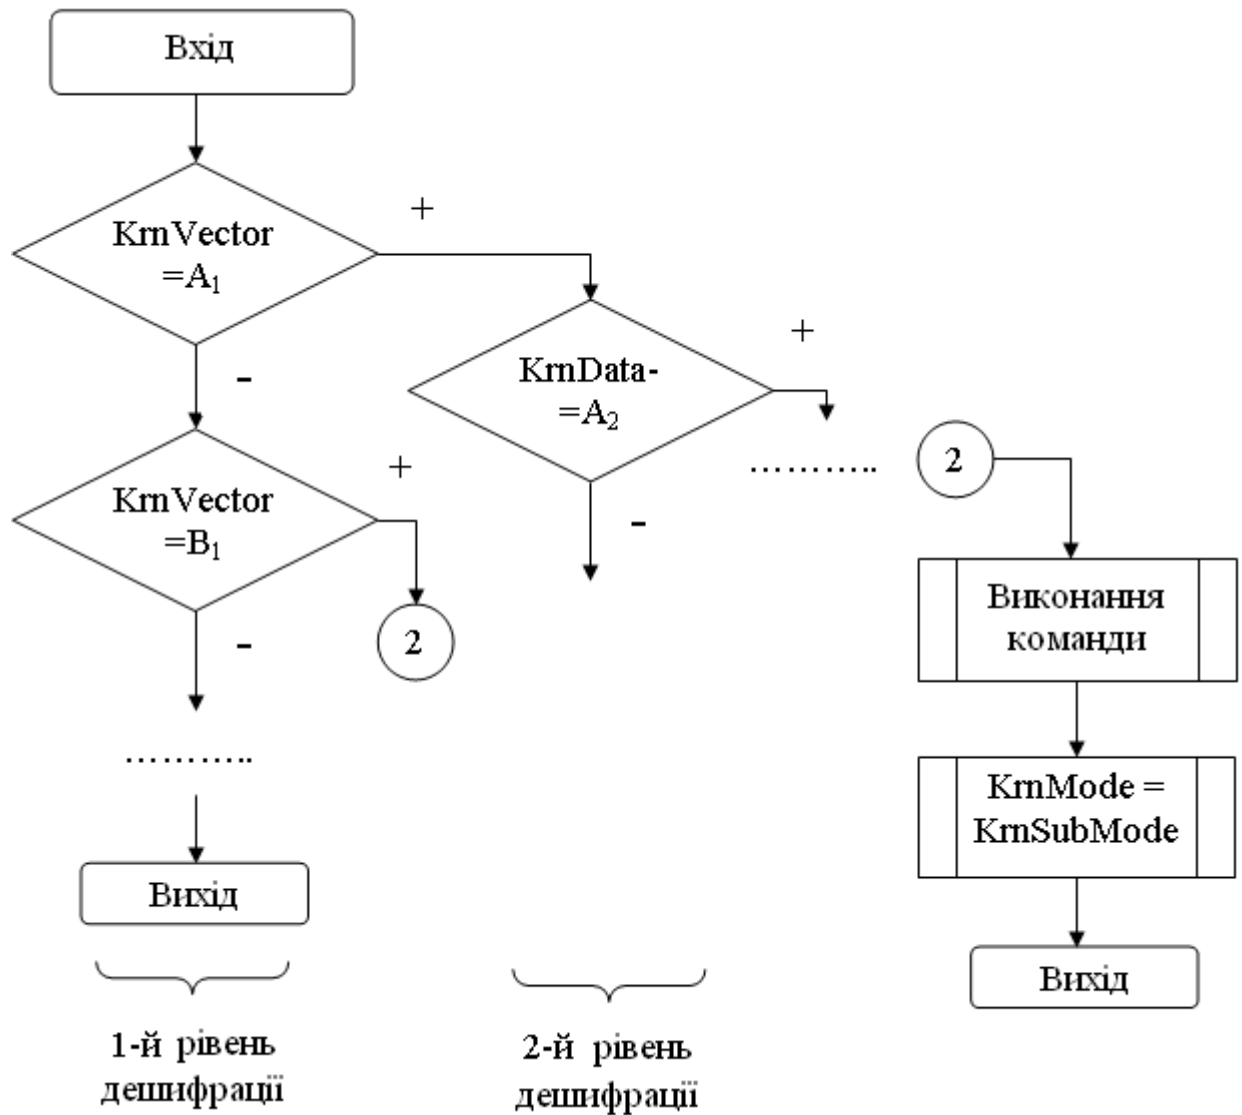 Вхід
+
KrnVector
=A₁
+
KrnData-
=A₂
-
+
2
KrnVector
=B₁
…………
-
Виконання
команди
2
-
KrnMode =
KrnSubMode
…………
Вихід
Вихід
1-й рівень
дешифрації
2-й рівень
дешифрації